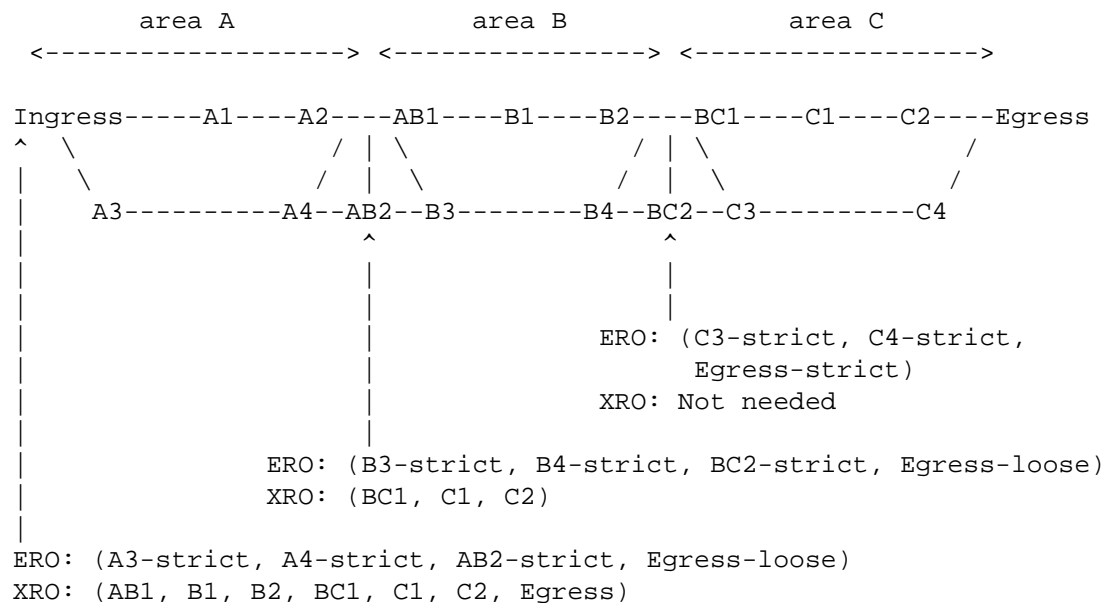 area A area B area C
<-------------------> <----------------> <------------------>
Ingress-----A1----A2----AB1----B1----B2----BC1----C1----C2----Egress
^ \ / | \ / | \ /
| \ / | \ / | \ /
| A3----------A4--AB2--B3--------B4--BC2--C3----------C4
| ^ ^
| | |
| | |
| | ERO: (C3-strict, C4-strict,
| | Egress-strict)
| | XRO: Not needed
| |
| ERO: (B3-strict, B4-strict, BC2-strict, Egress-loose)
| XRO: (BC1, C1, C2)
|
ERO: (A3-strict, A4-strict, AB2-strict, Egress-loose)
XRO: (AB1, B1, B2, BC1, C1, C2, Egress)